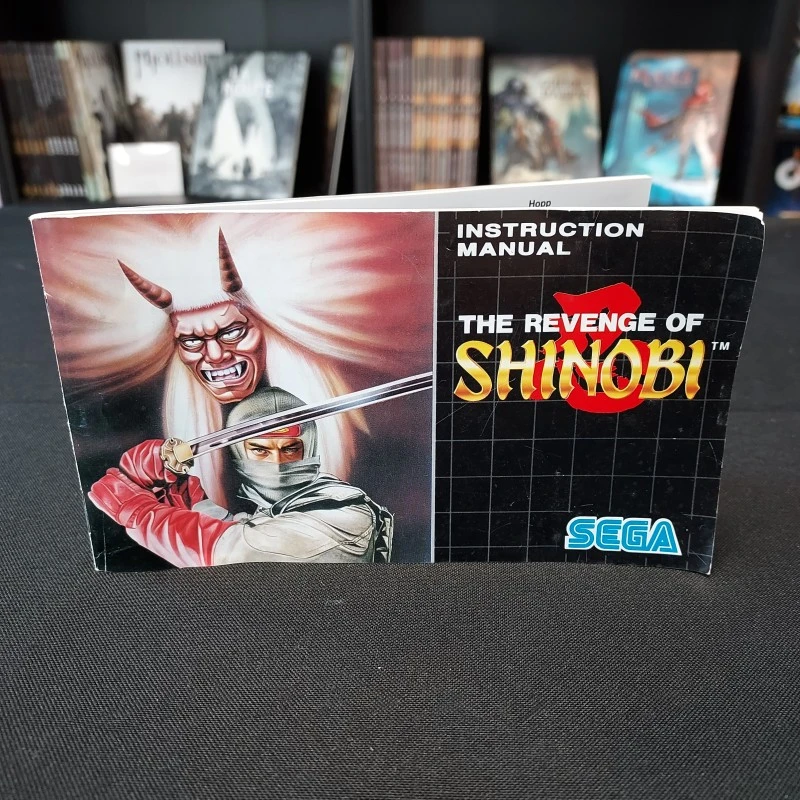 Hopp
INSTRUCTION
MANUAL
THE REVENGE OF
SHINOBI™
SEGA